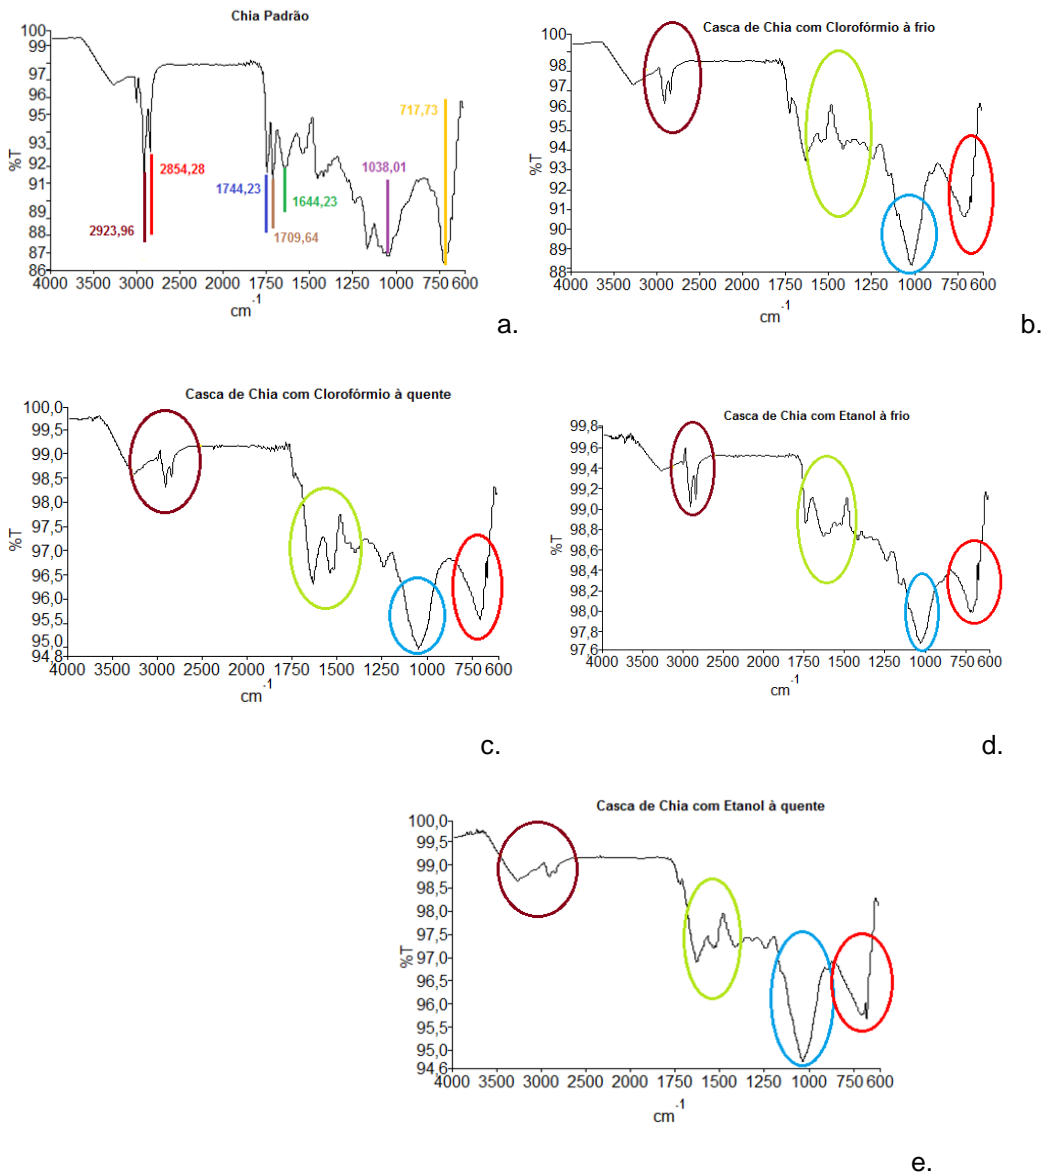 Chia Padrão
100
99
97
96
95
93
92
91
89
88
87
86
%T
2854,28
2923,96
1744,23
1709,64
1644,23
1038,01
717,73
4000 3500 3000 2500 2000 1750 1500 1250 1000 750 600
cm-1
a.
Casca de Chia com Clorofórmio à frio
100
98
97
96
94
93
92
91
90
88
%T
4000 3500 3000 2500 2000 1750 1500 1250 1000 750 600
cm-1
b.
Casca de Chia com Clorofórmio à quente
100,0
99,5
99,0
98,5
98,0
97,5
97,0
96,5
96,0
95,5
95,0
94,8
%T
4000 3500 3000 2500 2000 1750 1500 1250 1000 750 600
cm-1
c.
Casca de Chia com Etanol à frio
99,8
99,6
99,4
99,2
99,0
98,8
98,6
98,4
98,2
98,0
97,8
97,6
%T
4000 3500 3000 2500 2000 1750 1500 1250 1000 750 600
cm-1
d.
Casca de Chia com Etanol à quente
100,0
99,5
99,0
98,5
98,0
97,5
97,0
96,5
96,0
95,5
95,0
94,6
%T
4000 3500 3000 2500 2000 1750 1500 1250 1000 750 600
cm-1
e.